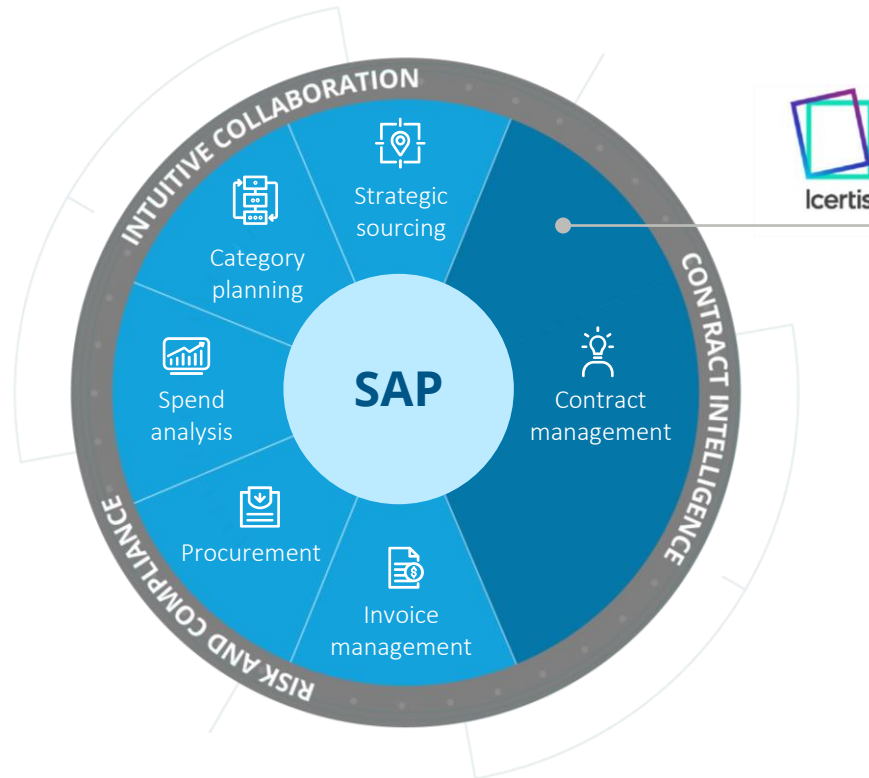 INTUITIVE COLLABORATION
Strategic
sourcing
Icertis
Category
planning
CONTRACT INTELLIGENCE
SAP
Spend
analysis
Contract
management
Procurement
RISK AND COMPLIANCE
Invoice
management